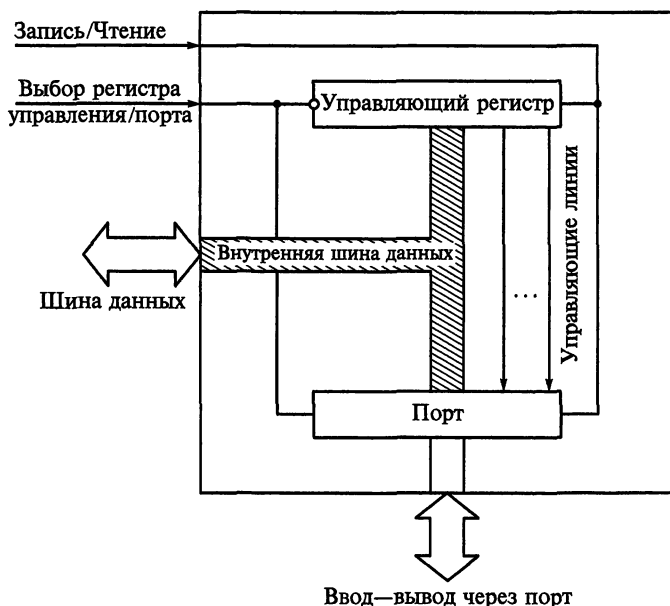 Запись/Чтение
Выбор регистра
управления/порта
Управляющий регистр
Управляющие линии
Внутренняя шина данных
Шина данных
...
Порт
Ввод—вывод через порт